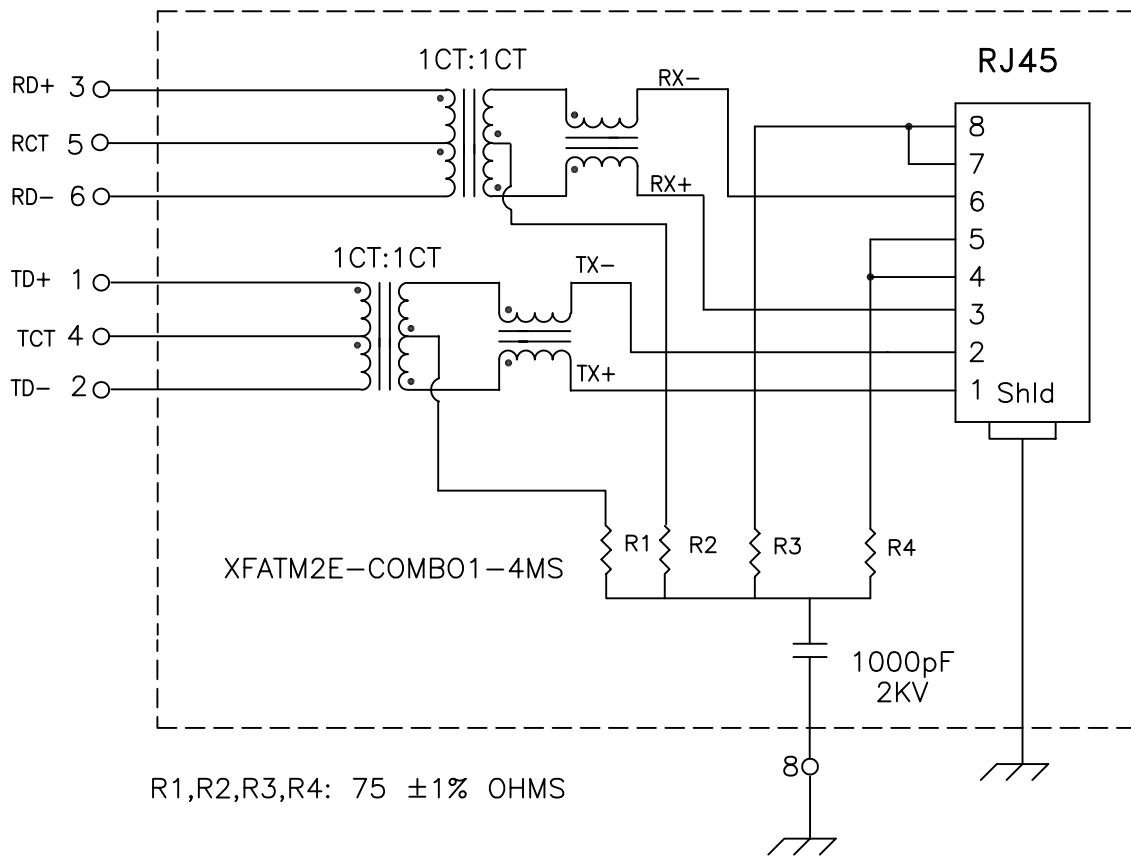 1CT:1CT
RJ45
RD+ 3
RX-
RCT 5
RD- 6
RX+
8
7
6
5
4
3
2
1 Shld
1CT:1CT
TD+ 1
TX-
TCT 4
TD- 2
TX+
R1
R2
R3
R4
XFATM2E-COMBO1-4MS
1000pF
2KV
8
R1,R2,R3,R4: 75 ±1% OHMS